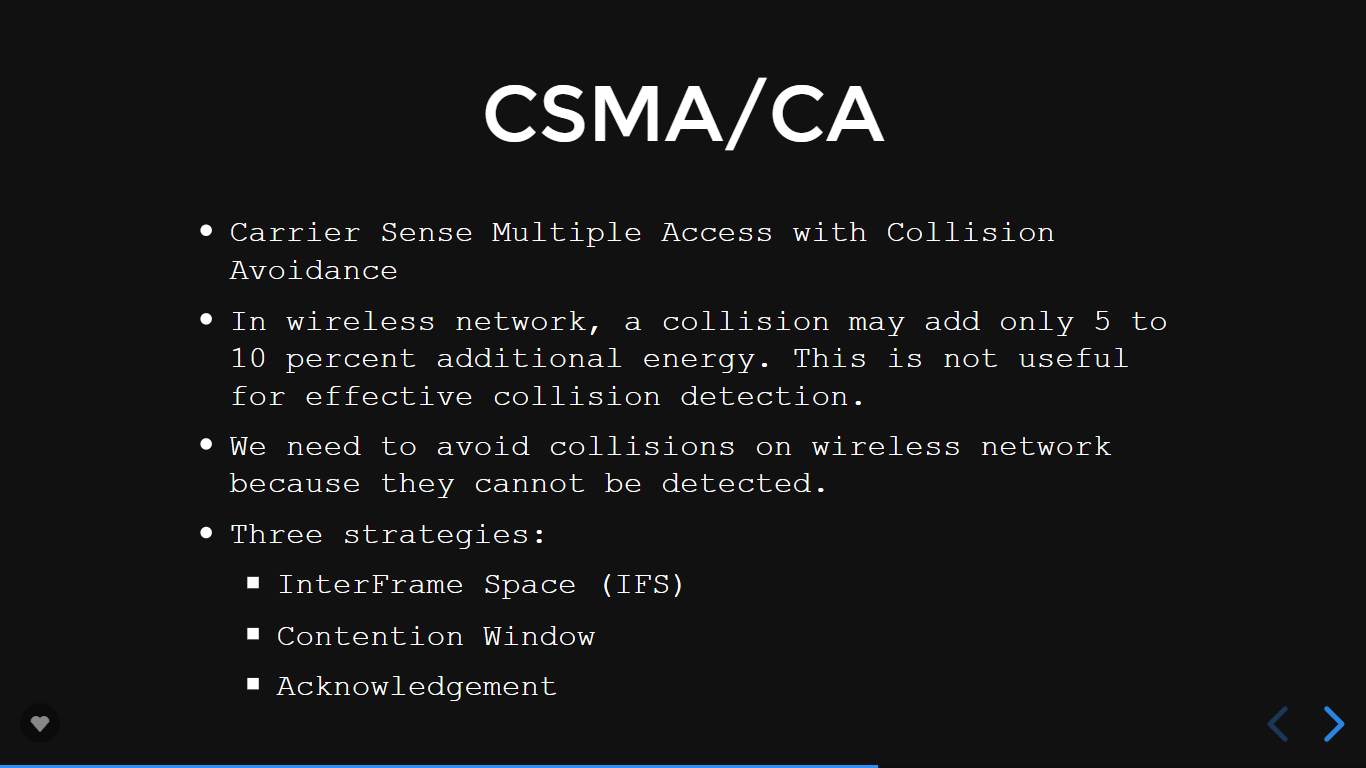 CSMA/CA
Carrier Sense Multiple Access with Collision
Avoidance
In wireless network, a collision may add only 5 to
10 percent additional energy. This is not useful
for effective collision detection.
We need to avoid collisions on wireless network
because they cannot be detected.
Three strategies:
InterFrame Space (IFS)
Contention Window
Acknowledgement